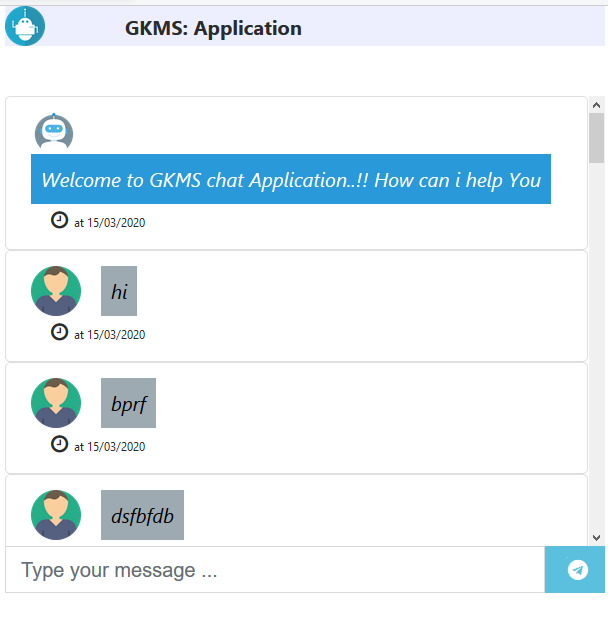 GKMS: Application
Welcome to GKMS chat Application..!! How can i help You
at 15/03/2020
hi
at 15/03/2020
bprf
at 15/03/2020
dsfbfdb
Type your message ...